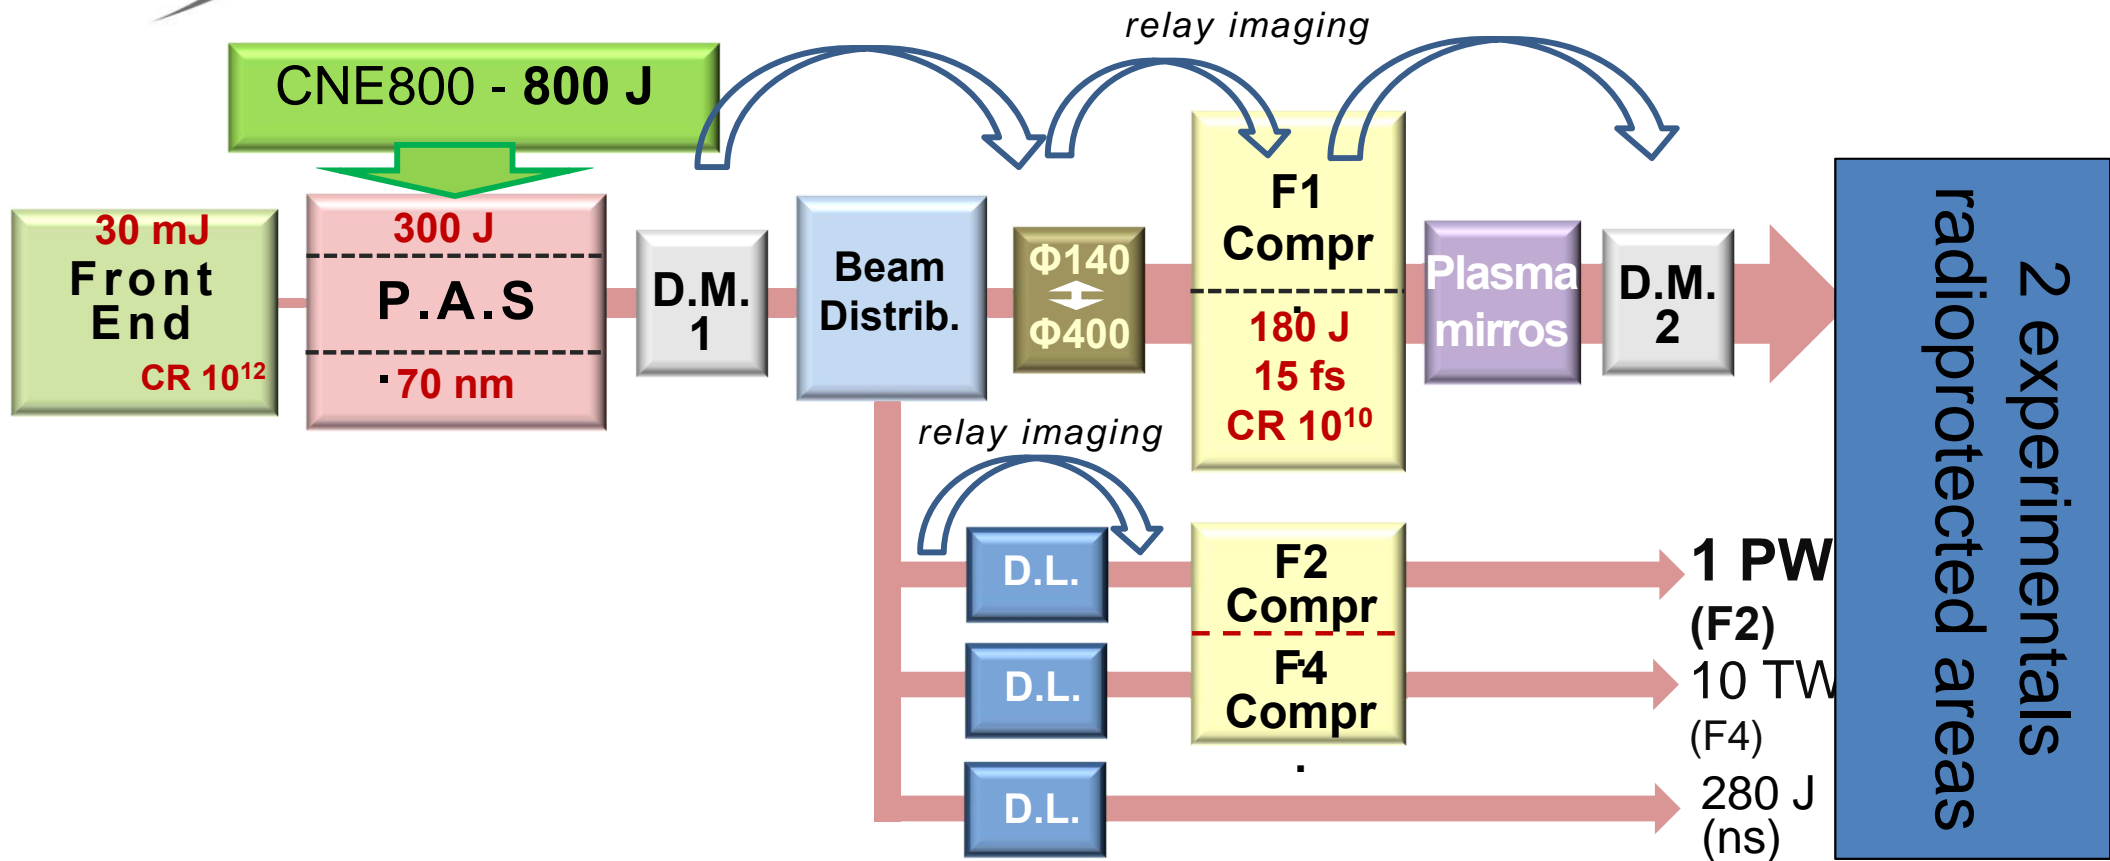 relay imaging
CNE800 - 800 J
30 mJ
Front
End
CR 10¹²
300 J
P.A.S
70 nm
D.M.
1
Beam
Distrib.
Φ140
Φ400
F1
Compr
.
180 J
15 fs
CR 10¹⁰
Plasma
mirros
D.M.
2
2 experimentals
radioprotected areas
relay imaging
D.L.
F2
Compr
1 PW
(F2)
D.L.
F4
Compr
.
10 TW
(F4)
D.L.
280 J
(ns)